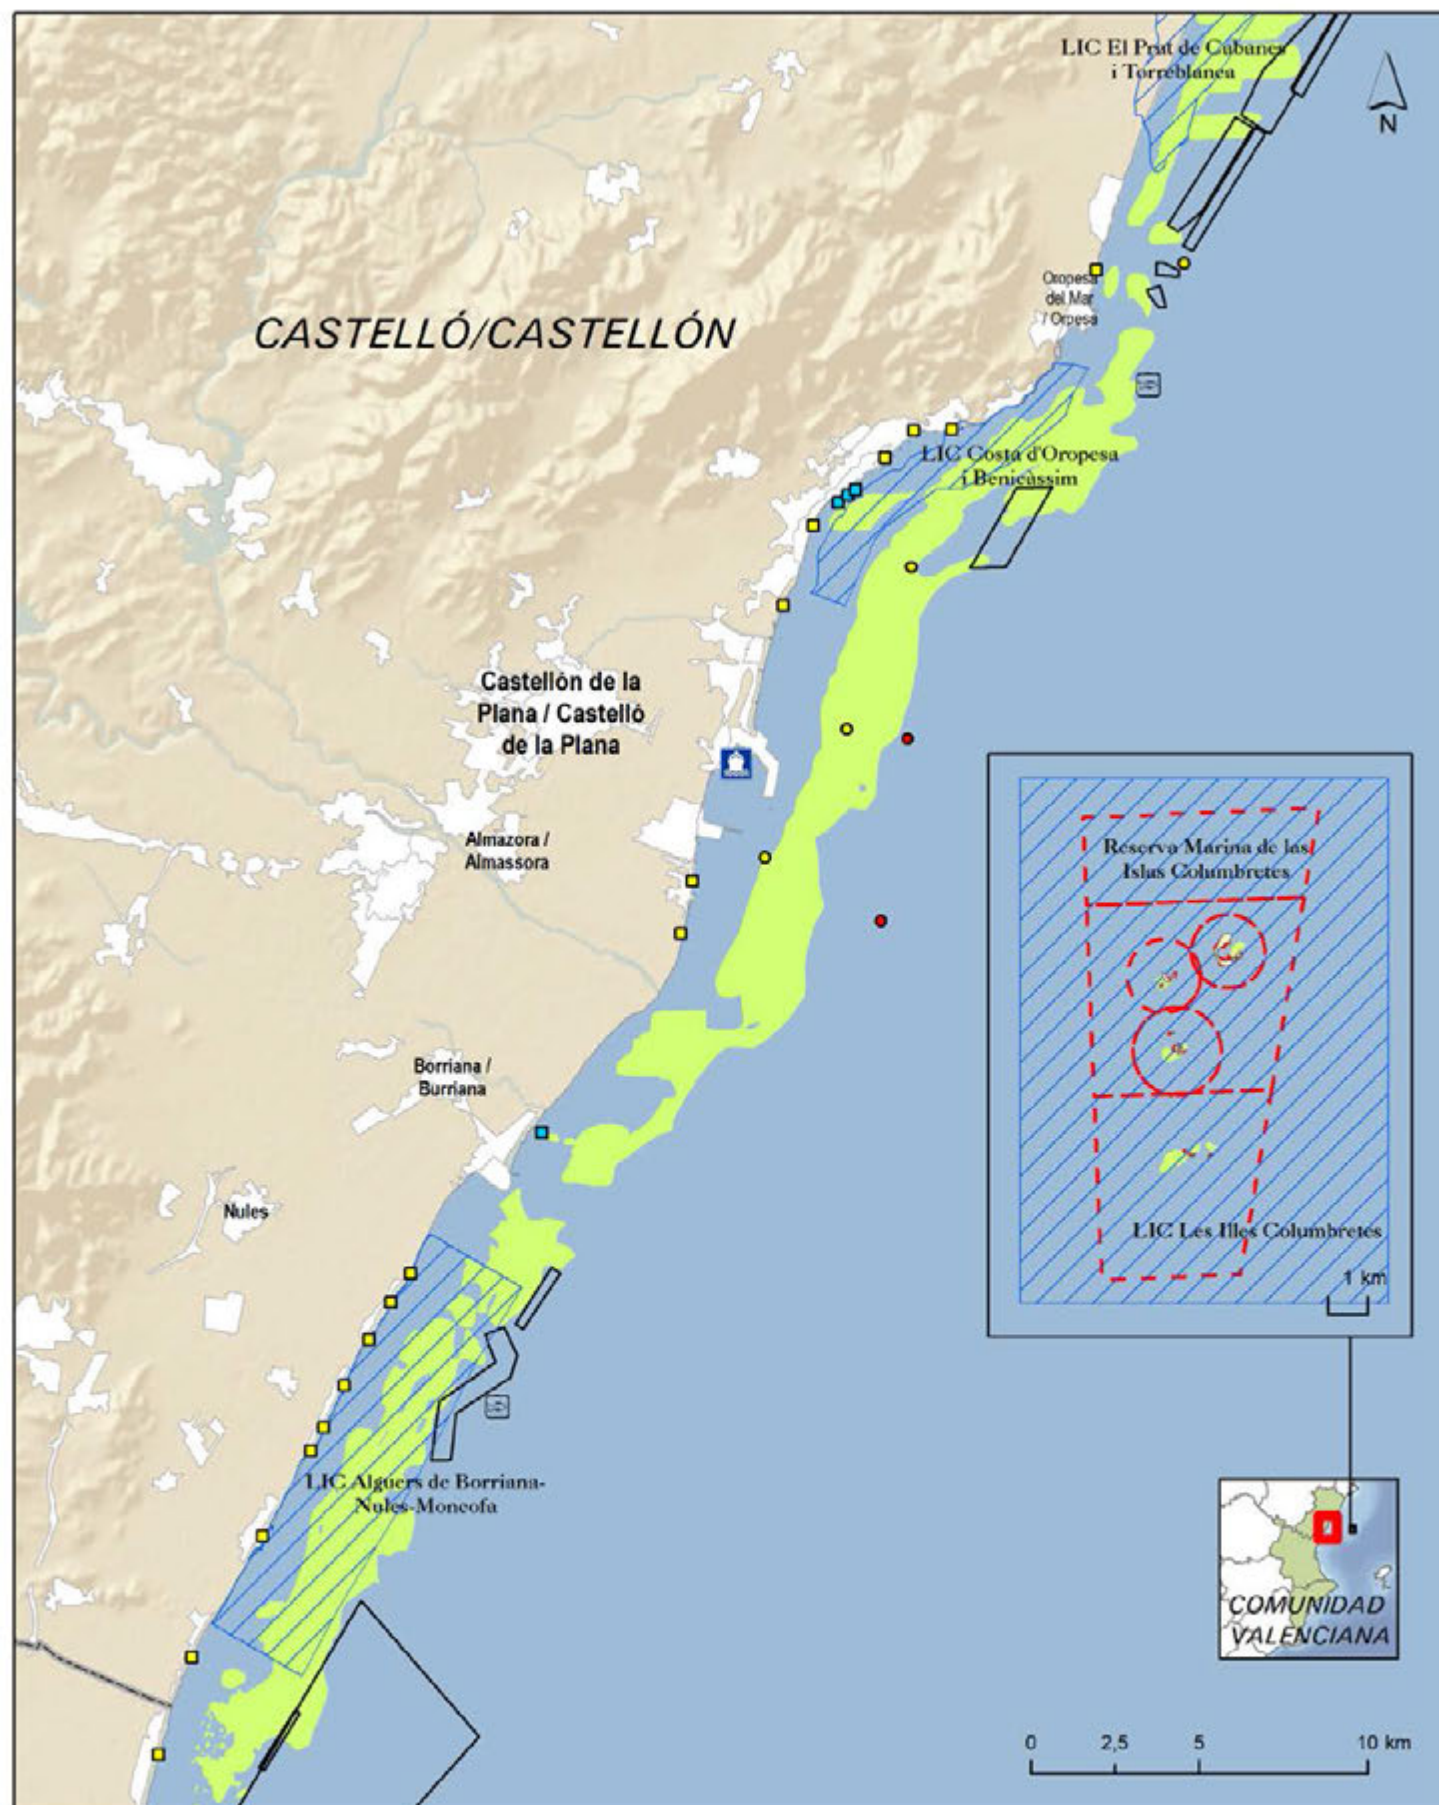 LIC El Prat de Cabanes
i Torreblanca
N
Oropesa
del Mar
/ Orpesa
CASTELLÓ/CASTELLÓN
LIC Costa d'Oropesa
i Benicàssim
Castellón de la
Plana / Castelló
de la Plana
Almazora /
Almassora
Reserva Marina de las
Islas Columbretes
Borriana /
Burriana
Nules
LIC Les Illes Columbretes
1 km
LIC Alguers de Borriana-
Nules-Moncofa
COMUNIDAD
VALENCIANA
0 2,5 5 10 km